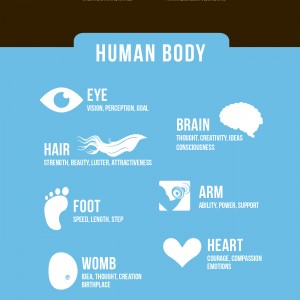 HUMAN BODY
EYE
VISION, PERCEPTION, GOAL
BRAIN
THOUGHT, CREATIVITY, IDEAS
CONSCIOUSNESS
HAIR
STRENGTH, BEAUTY, LUSTER, ATTRACTIVENESS
FOOT
SPEED, LENGTH, STEP
ARM
ABILITY, POWER, SUPPORT
WOMB
IDEA, THOUGHT, CREATION
BIRTHPLACE
HEART
COURAGE, COMPASSION
EMOTIONS